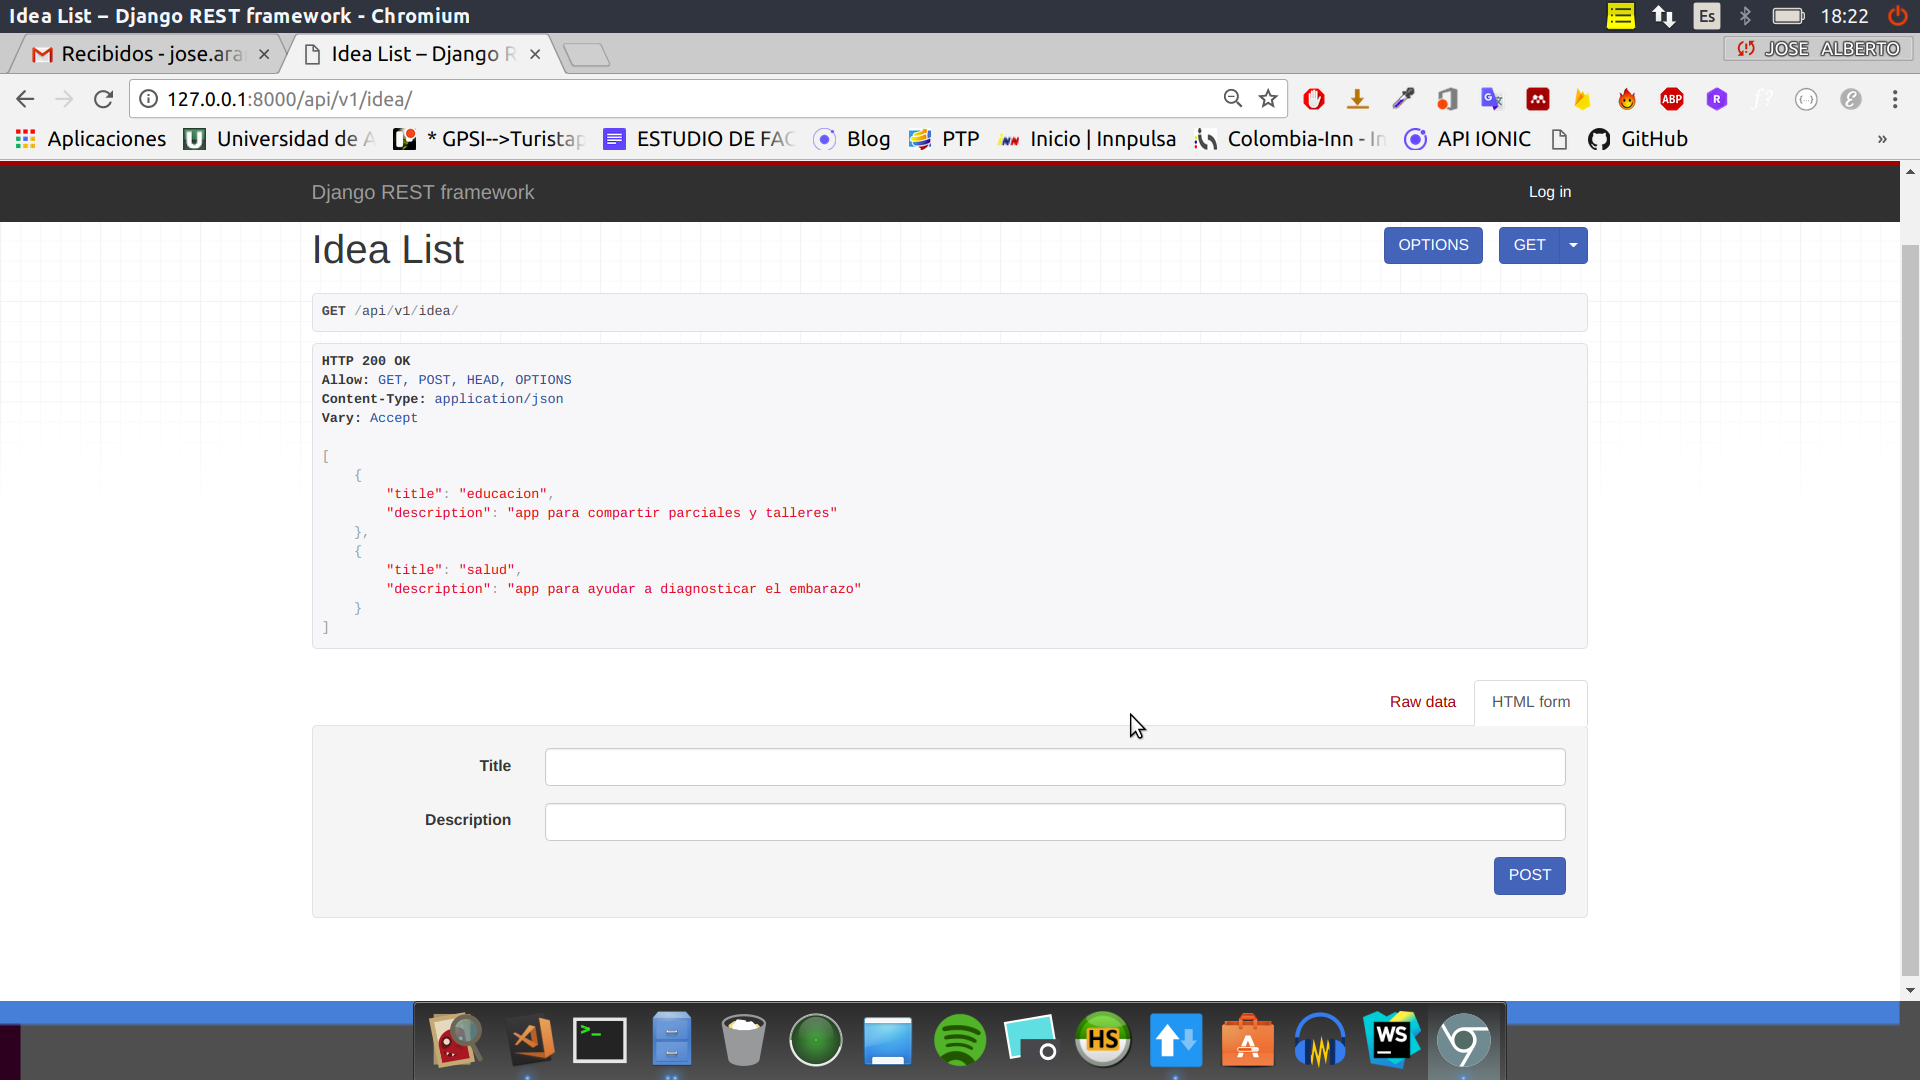 Idea List – Django REST framework - Chromium
Es
18:22
Recibidos - jose.ara
Idea List – Django R
JOSE ALBERTO
127.0.0.1:8000/api/v1/idea/
ABP
R
f?
Aplicaciones
Universidad de A
* GPSI-->Turistap
ESTUDIO DE FAC
Blog
PTP
Inicio | Innpulsa
Colombia-Inn - In
API IONIC
GitHub
»
Django REST framework
Log in
Idea List
OPTIONS
GET
GET /api/v1/idea/
HTTP 200 OK
Allow: GET, POST, HEAD, OPTIONS
Content-Type: application/json
Vary: Accept
[
{
"title": "educacion",
"description": "app para compartir parciales y talleres"
},
{
"title": "salud",
"description": "app para ayudar a diagnosticar el embarazo"
}
]
Raw data
HTML form
Title
Description
POST
>_
HS
WS